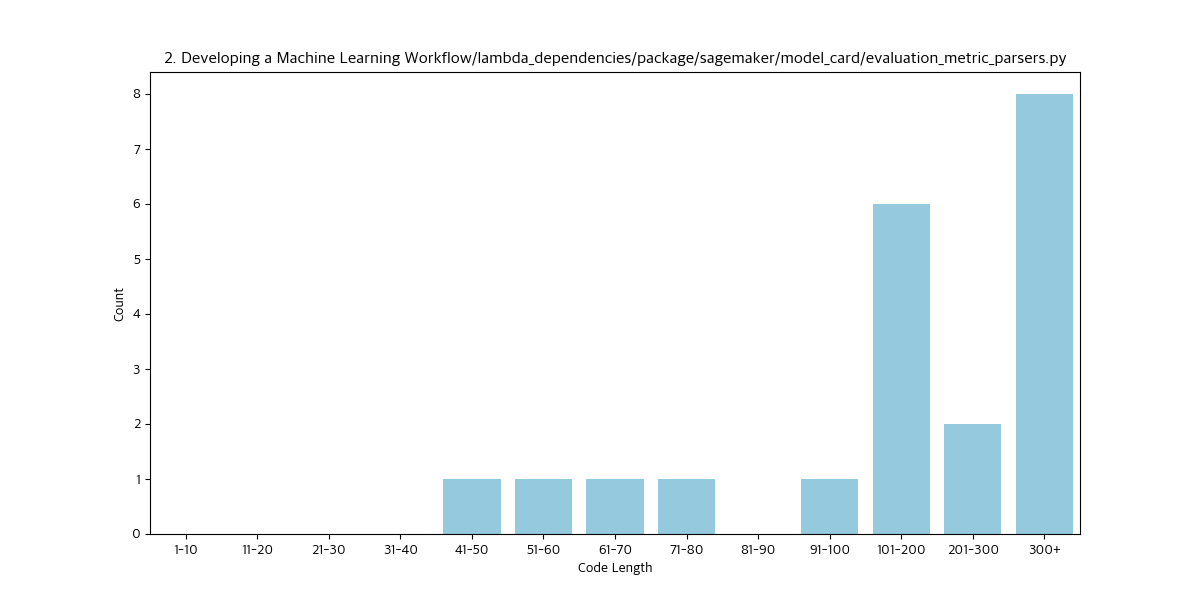 2. Developing a Machine Learning Workflow/lambda_dependencies/package/sagemaker/model_card/evaluation_metric_parsers.py
8
7
6
5
4
3
2
1
0
Count
1-10 11-20 21-30 31-40 41-50 51-60 61-70 71-80 81-90 91-100 101-200 201-300 300+
Code Length